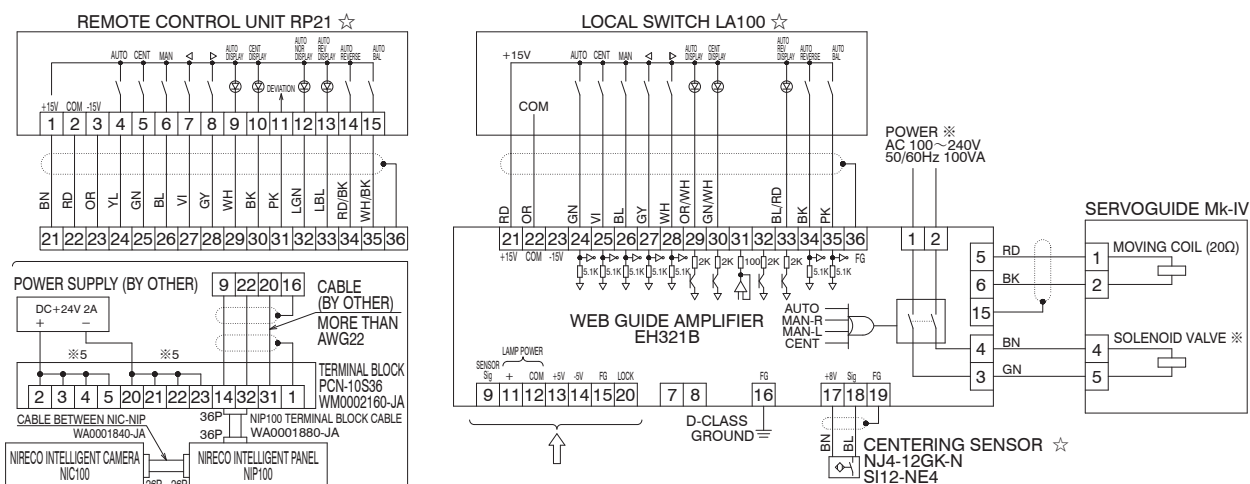 REMOTE CONTROL UNIT RP21 ☆
AUTO CENT MAN ◁ ▷ AUTO DISPLAY CENT DISPLAY DEVIATION AUTO NOR DISPLAY AUTO REV DISPLAY AUTO REVERSE AUTO BAL
+15V COM -15V
1 2 3 4 5 6 7 8 9 10 11 12 13 14 15
BN RD OR YL GN BL VI GY WH BK PK LGN LBL RD/BK WH/BK
21 22 23 24 25 26 27 28 29 30 31 32 33 34 35 36
POWER SUPPLY (BY OTHER)
DC+24V 2A
+ −
9 22 20 16
CABLE
(BY OTHER)
MORE THAN
AWG22
※5 ※5
TERMINAL BLOCK
PCN-10S36
WM0002160-JA
2 3 4 5 20 21 22 23 14 32 31 1
CABLE BETWEEN NIC-NIP
WA0001840-JA
36P
36P
NIP100 TERMINAL BLOCK CABLE
WA0001880-JA
NIRECO INTELLIGENT CAMERA
NIC100
36P 36P
NIRECO INTELLIGENT PANEL
NIP100
LOCAL SWITCH LA100 ☆
+15V
COM
AUTO CENT MAN ◁ ▷ AUTO DISPLAY CENT DISPLAY AUTO REV DISPLAY AUTO REVERSE AUTO BAL
RD OR GN VI BL GY WH OR/WH GN/WH BL/RD BK PK
21 22 23 24 25 26 27 28 29 30 31 32 33 34 35 36
+15V COM -15V
5.1K 5.1K 5.1K 5.1K 5.1K 2K 2K 100 2K 2K 5.1K 5.1K FG
WEB GUIDE AMPLIFIER
EH321B
AUTO
MAN-R
MAN-L
CENT
POWER ※
AC 100～240V
50/60Hz 100VA
1 2
LAMP POWER
SENSOR Sig + COM +5V -5V FG LOCK
9 11 12 13 14 15 20
7 8
FG
16
D-CLASS
GROUND
+8V Sig FG
17 18 19
BN BL
CENTERING SENSOR ☆
NJ4-12GK-N
SI12-NE4
5 RD
6 BK
15
4 BN
3 GN
SERVOGUIDE Mk-IV
1 MOVING COIL (20Ω)
2
4 SOLENOID VALVE ※
5